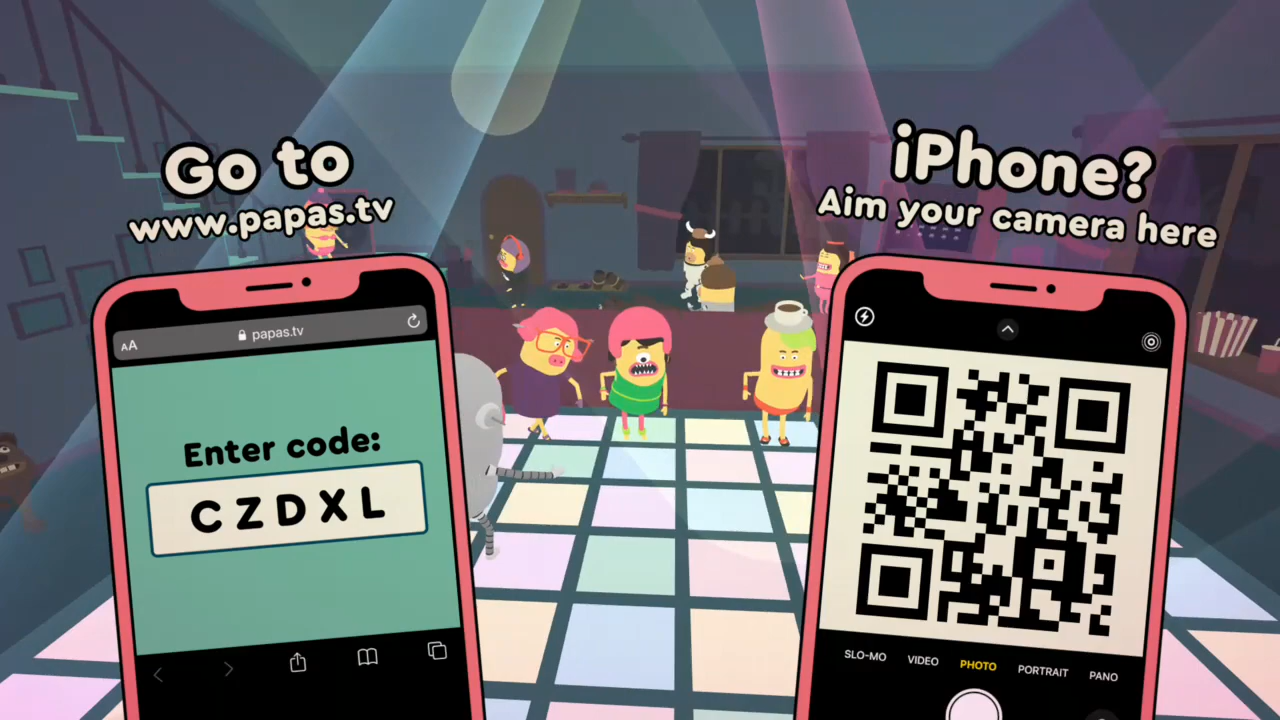 Go to
www.papas.tv
AA
papas.tv
Enter code:
CZDXL
iPhone?
Aim your camera here
SLO-MO VIDEO PHOTO PORTRAIT PANO